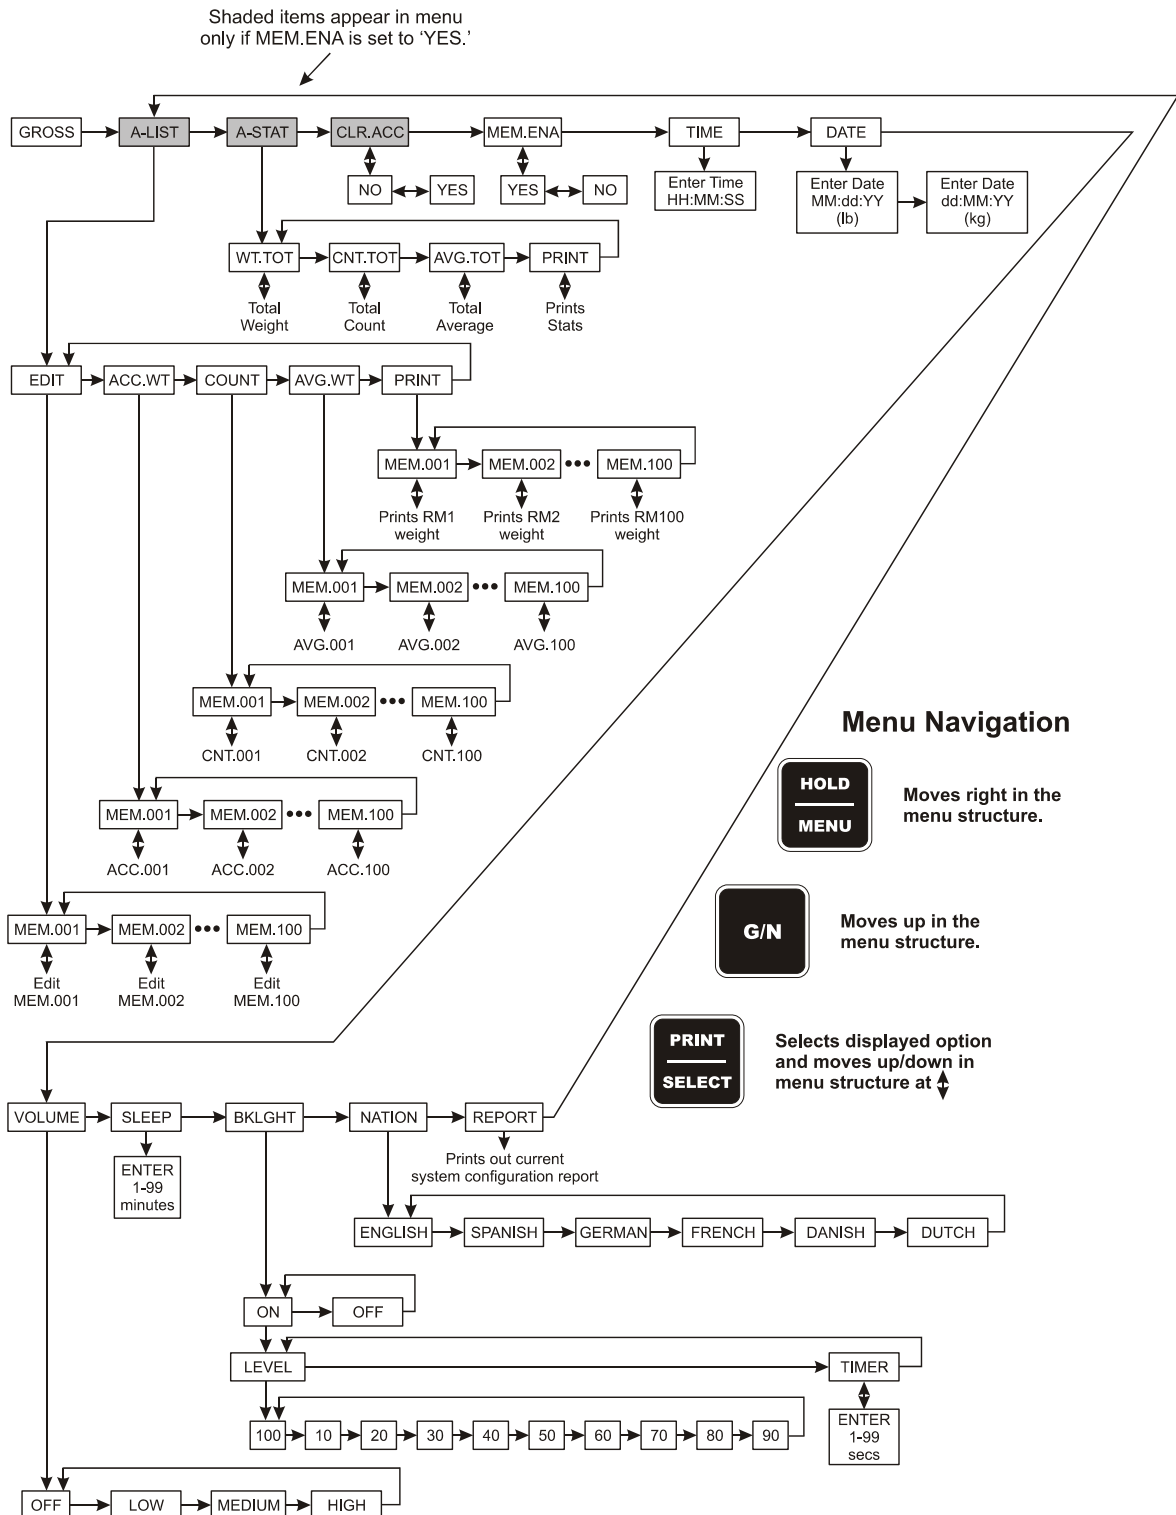 Shaded items appear in menu
only if MEM.ENA is set to ‘YES.’
GROSS
A-LIST
A-STAT
CLR.ACC
MEM.ENA
TIME
DATE
NO
YES
YES
NO
Enter Time
HH:MM:SS
Enter Date
MM:dd:YY
(lb)
Enter Date
dd:MM:YY
(kg)
WT.TOT
CNT.TOT
AVG.TOT
PRINT
Total
Weight
Total
Count
Total
Average
Prints
Stats
EDIT
ACC.WT
COUNT
AVG.WT
PRINT
MEM.001
MEM.002
•••
MEM.100
Prints RM1
weight
Prints RM2
weight
Prints RM100
weight
MEM.001
MEM.002
•••
MEM.100
AVG.001
AVG.002
AVG.100
MEM.001
MEM.002
•••
MEM.100
CNT.001
CNT.002
CNT.100
MEM.001
MEM.002
•••
MEM.100
ACC.001
ACC.002
ACC.100
MEM.001
MEM.002
•••
MEM.100
Edit
MEM.001
Edit
MEM.002
Edit
MEM.100
Menu Navigation
HOLD
MENU
Moves right in the
menu structure.
G/N
Moves up in the
menu structure.
PRINT
SELECT
Selects displayed option
and moves up/down in
menu structure at
VOLUME
SLEEP
BKLGHT
NATION
REPORT
ENTER
1-99
minutes
Prints out current
system configuration report
ENGLISH
SPANISH
GERMAN
FRENCH
DANISH
DUTCH
ON
OFF
LEVEL
TIMER
100
10
20
30
40
50
60
70
80
90
ENTER
1-99
secs
OFF
LOW
MEDIUM
HIGH